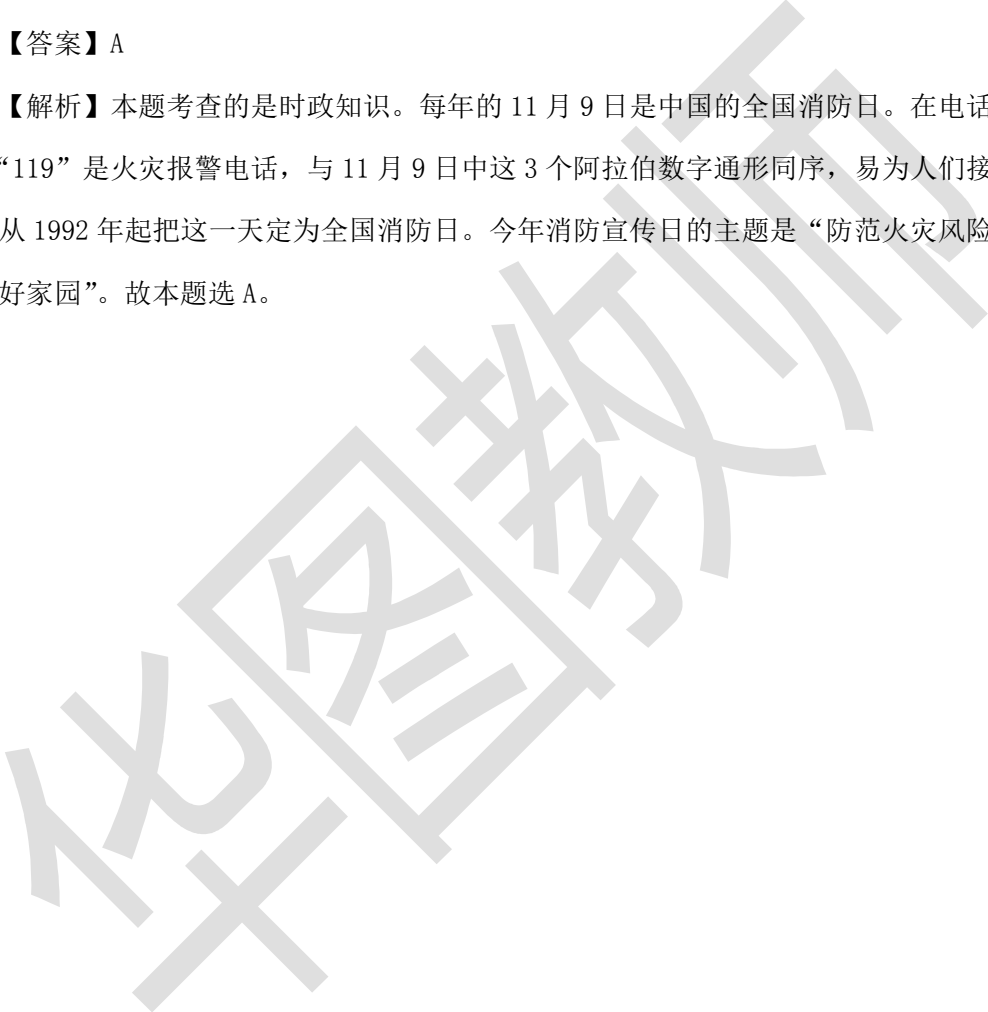 【答案】A
【解析】本题考查的是时政知识。每年的 11 月 9 日是中国的全国消防日。在电话
“119”是火灾报警电话，与 11 月 9 日中这 3 个阿拉伯数字通形同序，易为人们接
从 1992 年起把这一天定为全国消防日。今年消防宣传日的主题是“防范火灾风险
好家园”。故本题选 A。
华图教师